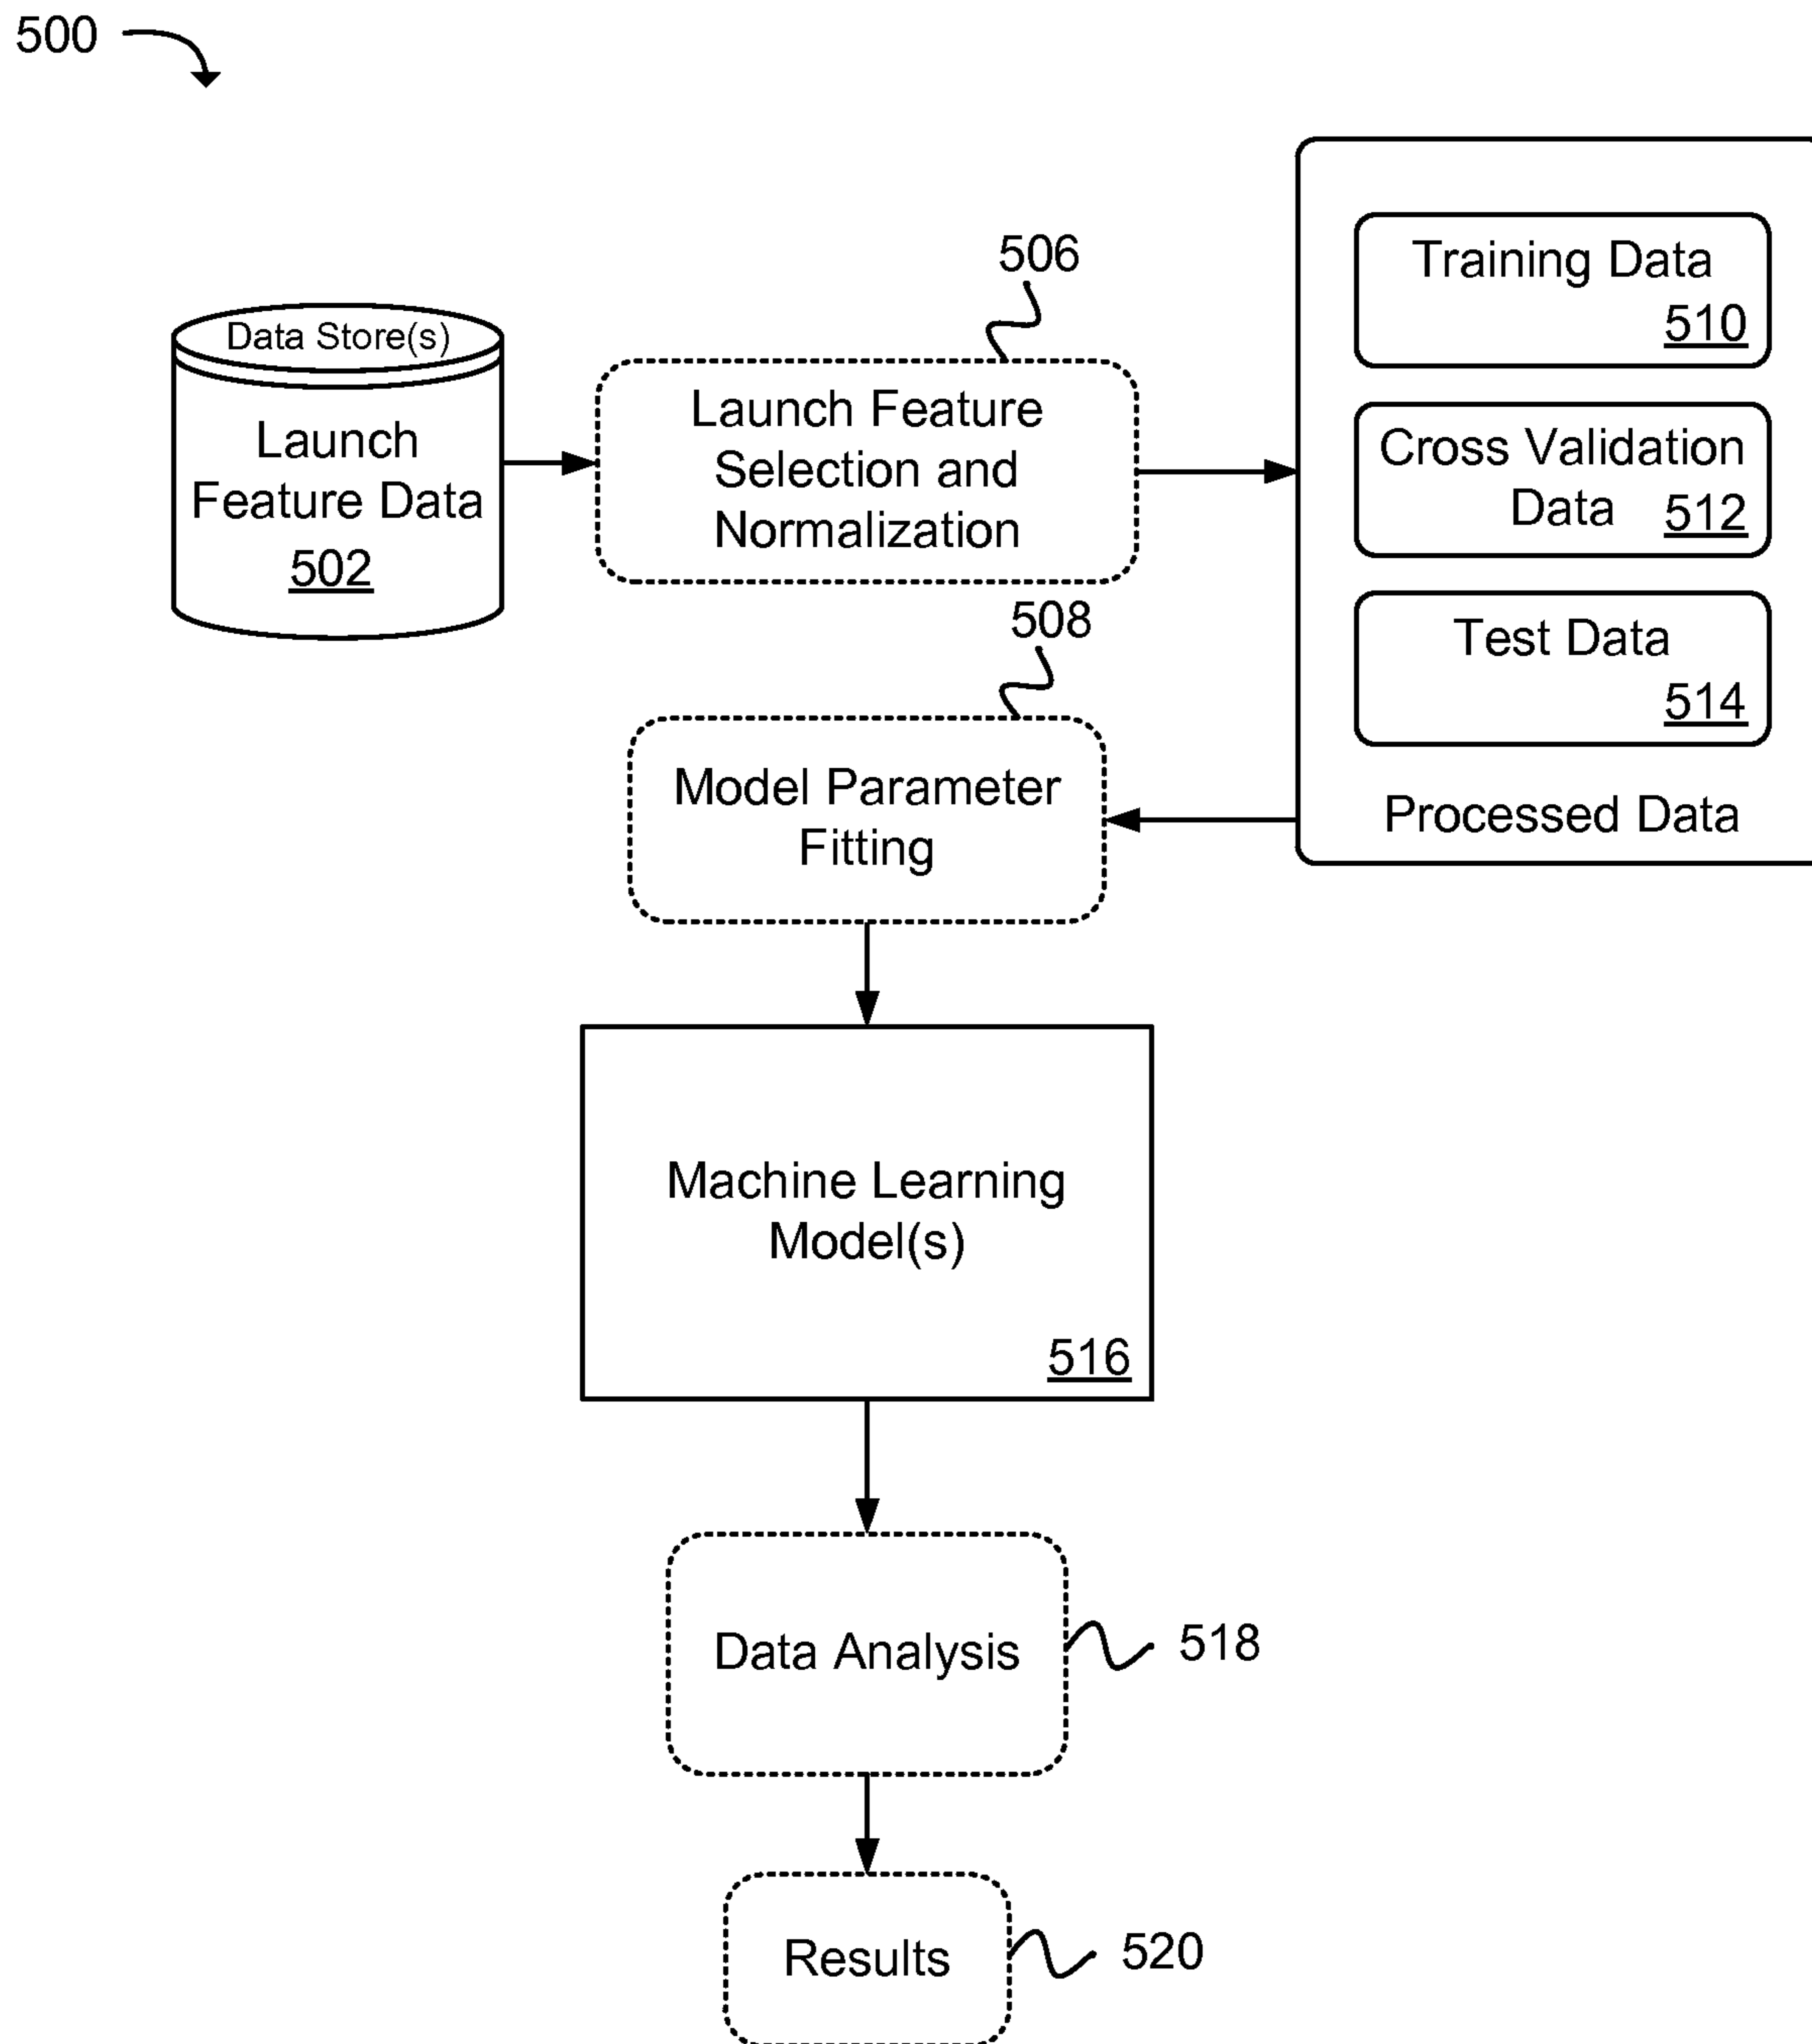 500
506
Data Store(s)
Launch
Feature Data
502
Launch Feature
Selection and
Normalization
Training Data
510
Cross Validation
Data 512
Test Data
514
Processed Data
508
Model Parameter
Fitting
Machine Learning
Model(s)
516
Data Analysis
518
Results
520